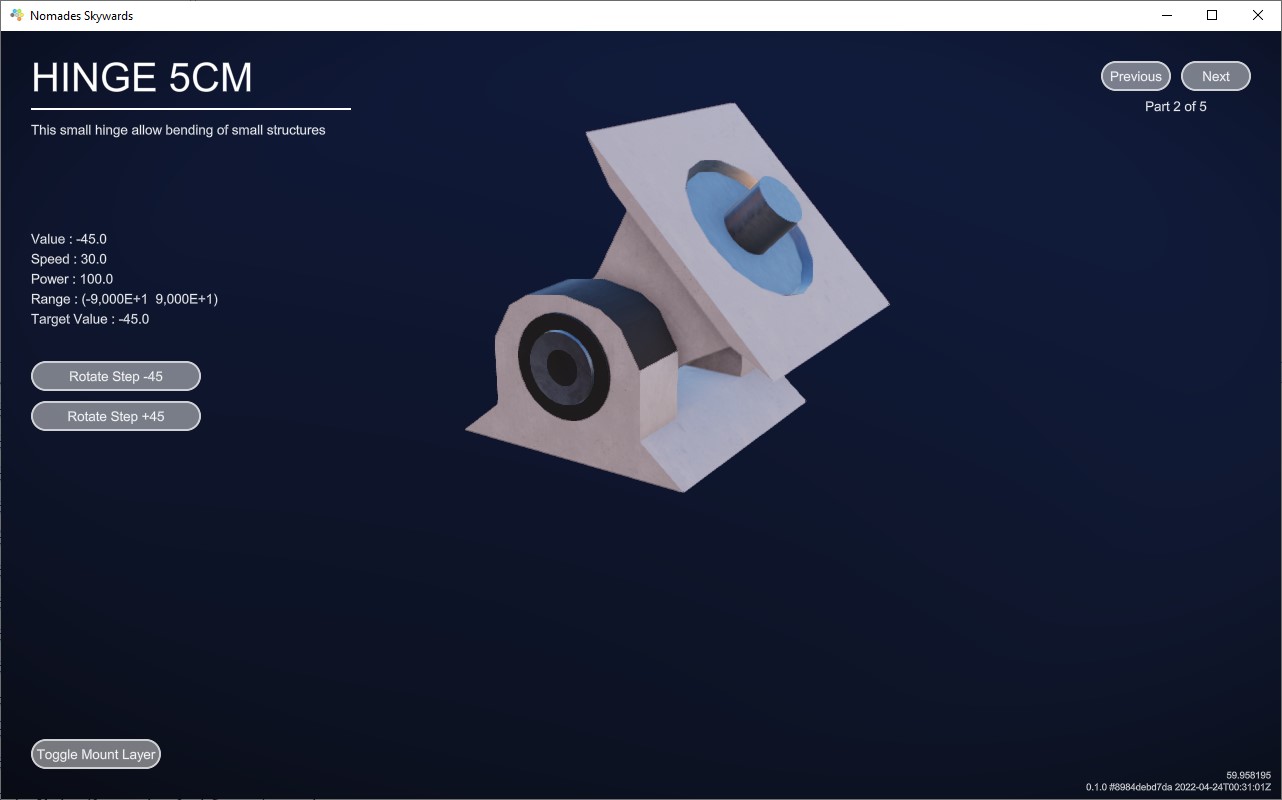 Nomades Skywards
HINGE 5CM
Previous
Next
Part 2 of 5
This small hinge allow bending of small structures
Value : -45.0
Speed : 30.0
Power : 100.0
Range : (-9,000E+1  9,000E+1)
Target Value : -45.0
Rotate Step -45
Rotate Step +45
Toggle Mount Layer
59.958195
0.1.0 #8984debd7da 2022-04-24T00:31:01Z